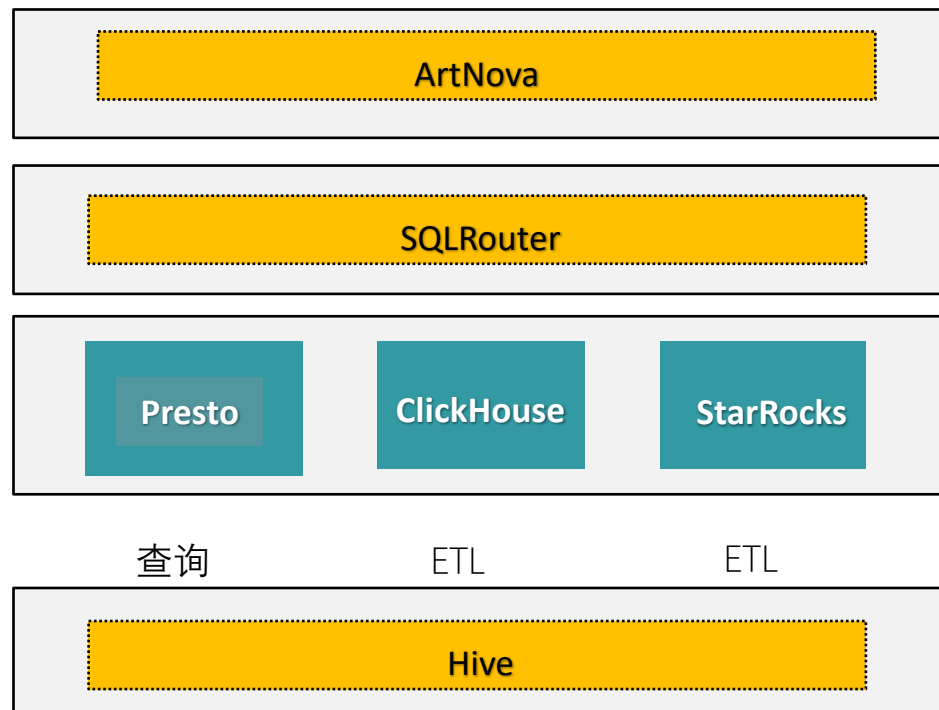 ArtNova
SQLRouter
Presto
ClickHouse
StarRocks
查询
ETL
ETL
Hive